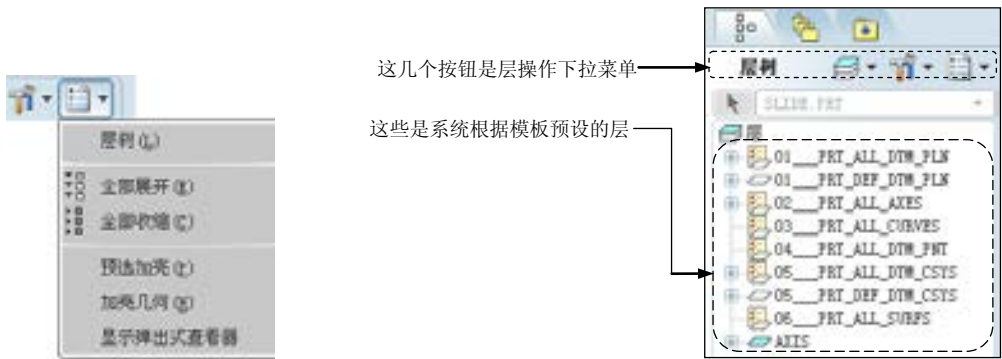 层树(L)
全部展开(E)
全部收缩(C)
预选加亮(P)
加亮几何(G)
显示弹出式查看器
这几个按钮是层操作下拉菜单
这些是系统根据模板预设的层
层树
SLIDE.PRT
层
01___PRT_ALL_DTM_PLN
01___PRT_DEF_DTM_PLN
02___PRT_ALL_AXES
03___PRT_ALL_CURVES
04___PRT_ALL_DTM_PNT
05___PRT_ALL_DTM_CSYS
05___PRT_DEF_DTM_CSYS
06___PRT_ALL_SURFS
AXIS